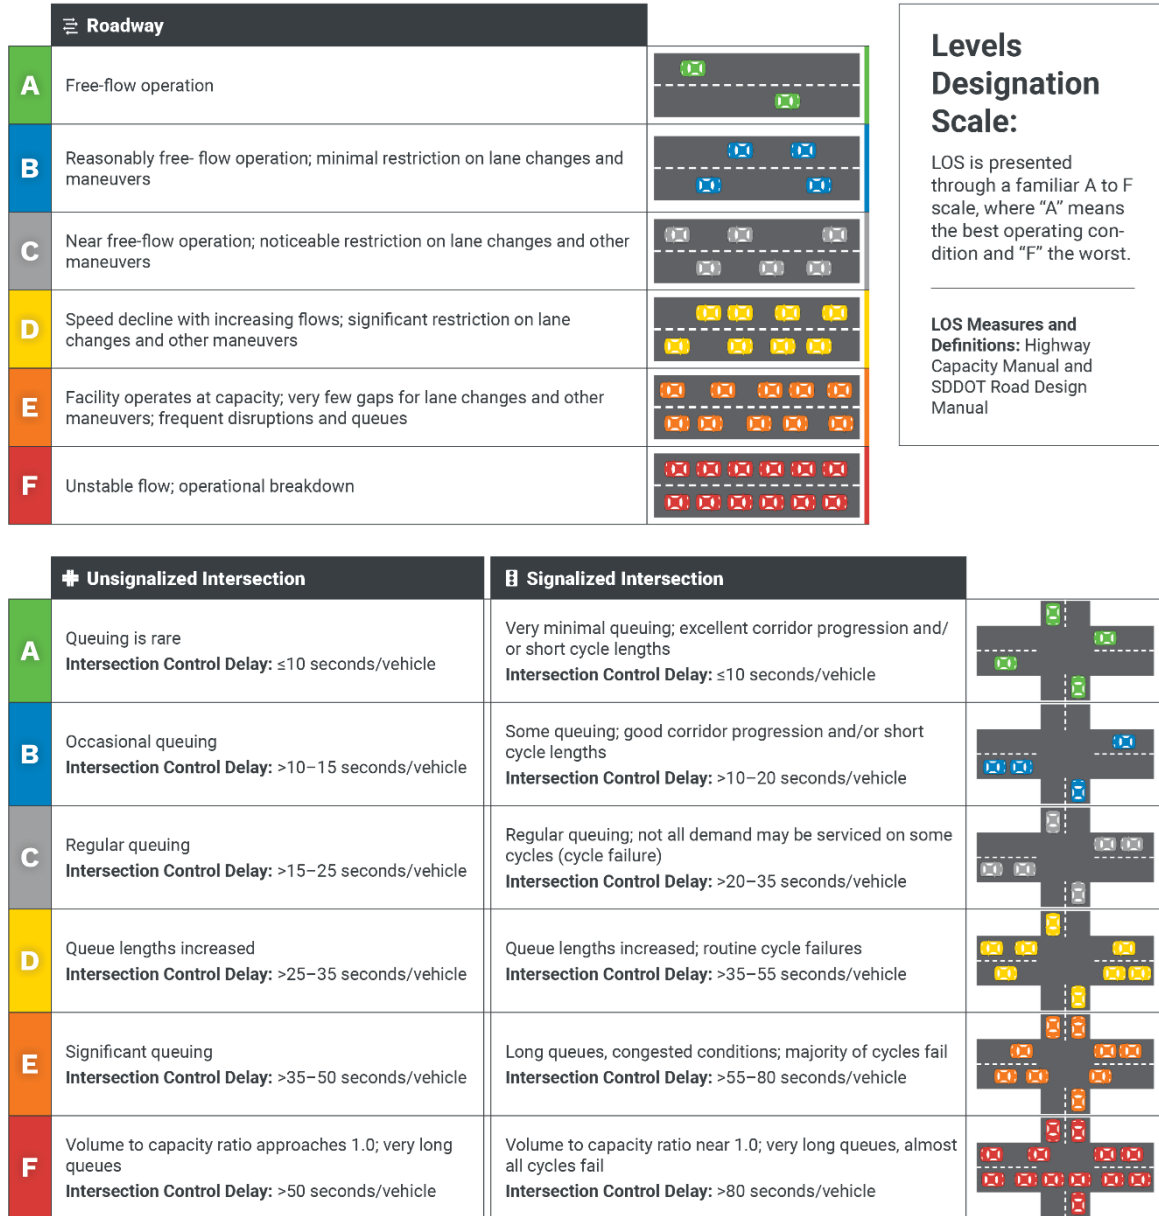 Roadway
A
Free-flow operation
B
Reasonably free- flow operation; minimal restriction on lane changes and
maneuvers
C
Near free-flow operation; noticeable restriction on lane changes and other
maneuvers
D
Speed decline with increasing flows; significant restriction on lane
changes and other maneuvers
E
Facility operates at capacity; very few gaps for lane changes and other
maneuvers; frequent disruptions and queues
F
Unstable flow; operational breakdown
Levels
Designation
Scale:
LOS is presented
through a familiar A to F
scale, where “A” means
the best operating con-
dition and “F” the worst.
LOS Measures and
Definitions: Highway
Capacity Manual and
SDDOT Road Design
Manual
Unsignalized Intersection
Signalized Intersection
A
Queuing is rare
Intersection Control Delay: ≤10 seconds/vehicle
Very minimal queuing; excellent corridor progression and/
or short cycle lengths
Intersection Control Delay: ≤10 seconds/vehicle
B
Occasional queuing
Intersection Control Delay: >10–15 seconds/vehicle
Some queuing; good corridor progression and/or short
cycle lengths
Intersection Control Delay: >10–20 seconds/vehicle
C
Regular queuing
Intersection Control Delay: >15–25 seconds/vehicle
Regular queuing; not all demand may be serviced on some
cycles (cycle failure)
Intersection Control Delay: >20–35 seconds/vehicle
D
Queue lengths increased
Intersection Control Delay: >25–35 seconds/vehicle
Queue lengths increased; routine cycle failures
Intersection Control Delay: >35–55 seconds/vehicle
E
Significant queuing
Intersection Control Delay: >35–50 seconds/vehicle
Long queues, congested conditions; majority of cycles fail
Intersection Control Delay: >55–80 seconds/vehicle
F
Volume to capacity ratio approaches 1.0; very long
queues
Intersection Control Delay: >50 seconds/vehicle
Volume to capacity ratio near 1.0; very long queues, almost
all cycles fail
Intersection Control Delay: >80 seconds/vehicle